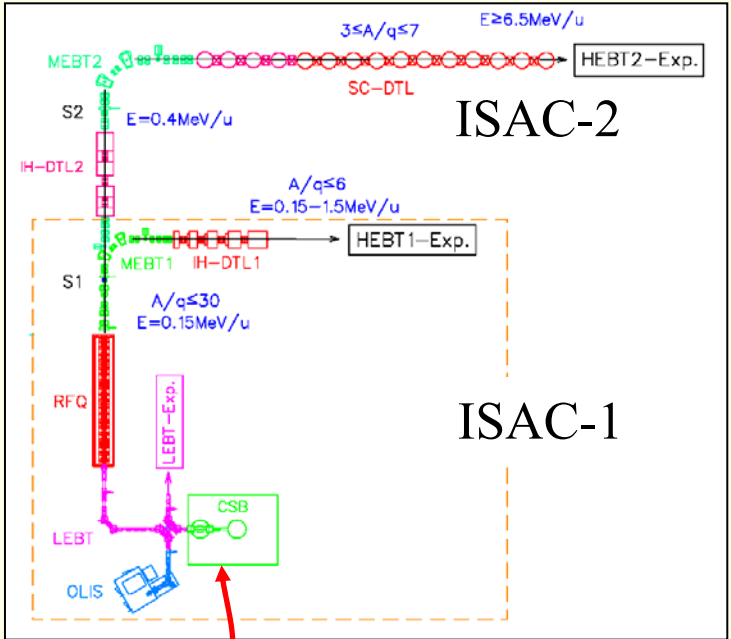 3≤A/q≤7
E≥6.5MeV/u
MEBT2
HEBT2-Exp.
SC-DTL
S2
E=0.4MeV/u
ISAC-2
IH-DTL2
A/q≤6
E=0.15-1.5MeV/u
HEBT1-Exp.
MEBT1
IH-DTL1
S1
A/q≤30
E=0.15MeV/u
RFQ
LEBT-Exp.
ISAC-1
CSB
LEBT
OLIS